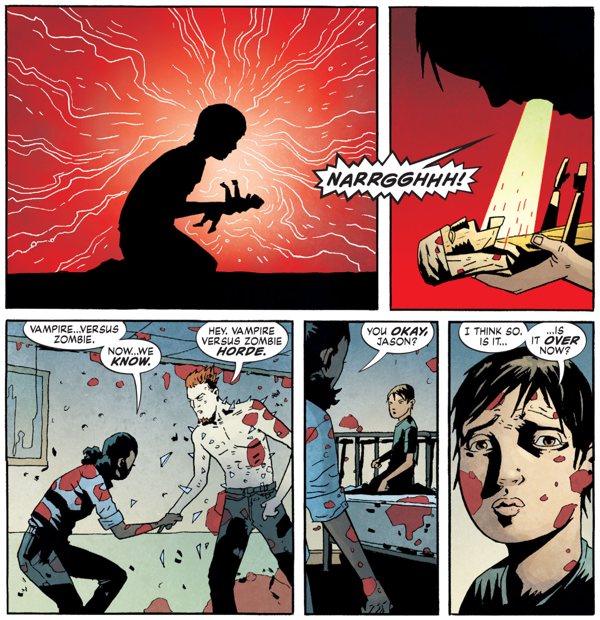 NARRGGHHH!
VAMPIRE...VERSUS
ZOMBIE.
NOW...WE
KNOW.
HEY, VAMPIRE
VERSUS ZOMBIE
HORDE.
YOU OKAY,
JASON?
I THINK SO.
IS IT...
...IS
IT OVER
NOW?